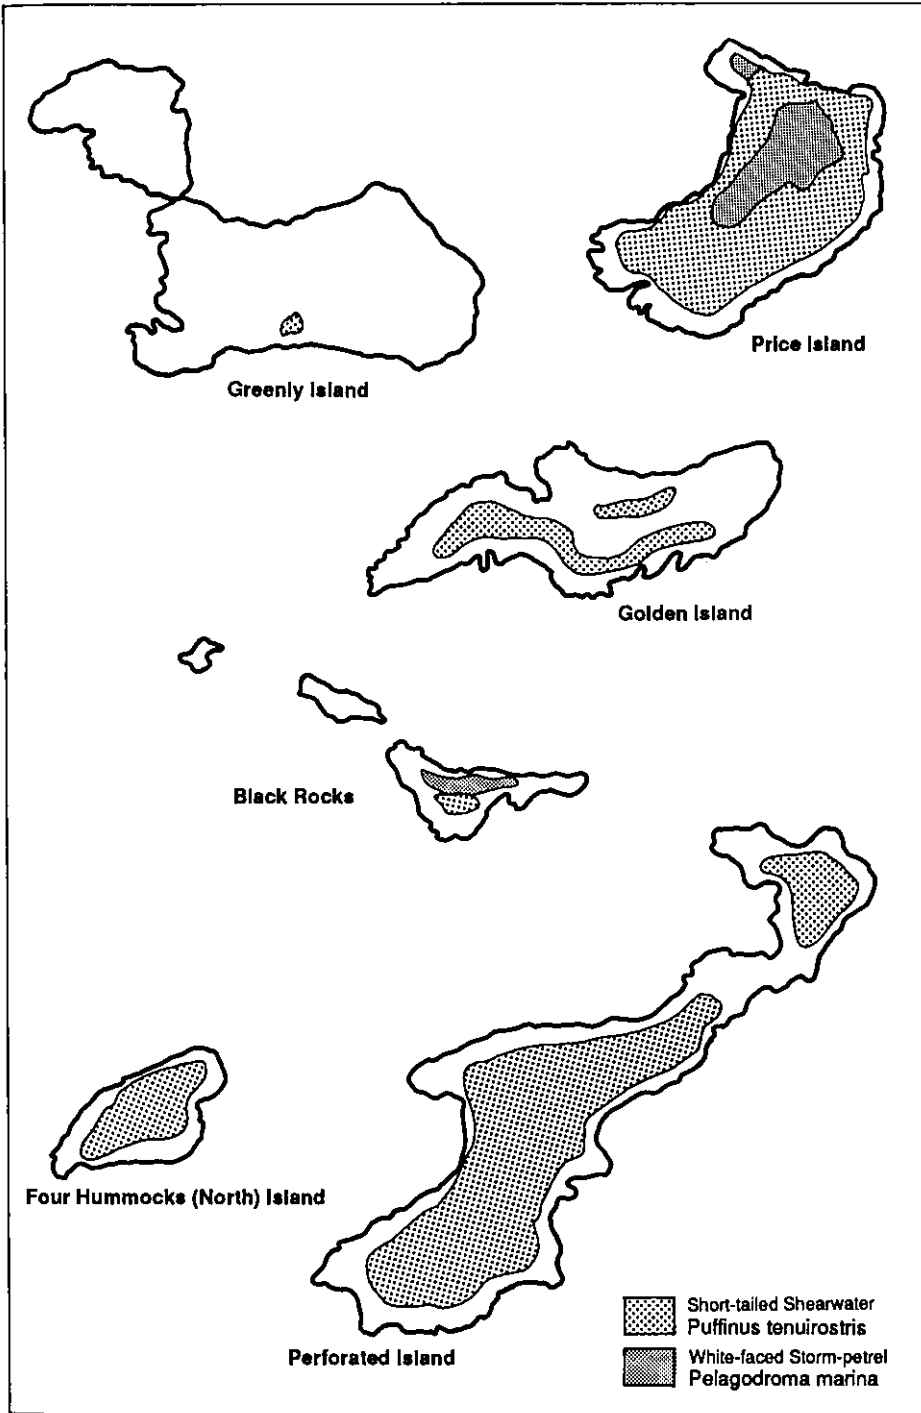 Price Island
Greenly Island
Golden Island
Black Rocks
Four Hummocks (North) Island
Perforated Island
Short-tailed Shearwater
Puffinus tenuirostris
White-faced Storm-petrel
Pelagodroma marina